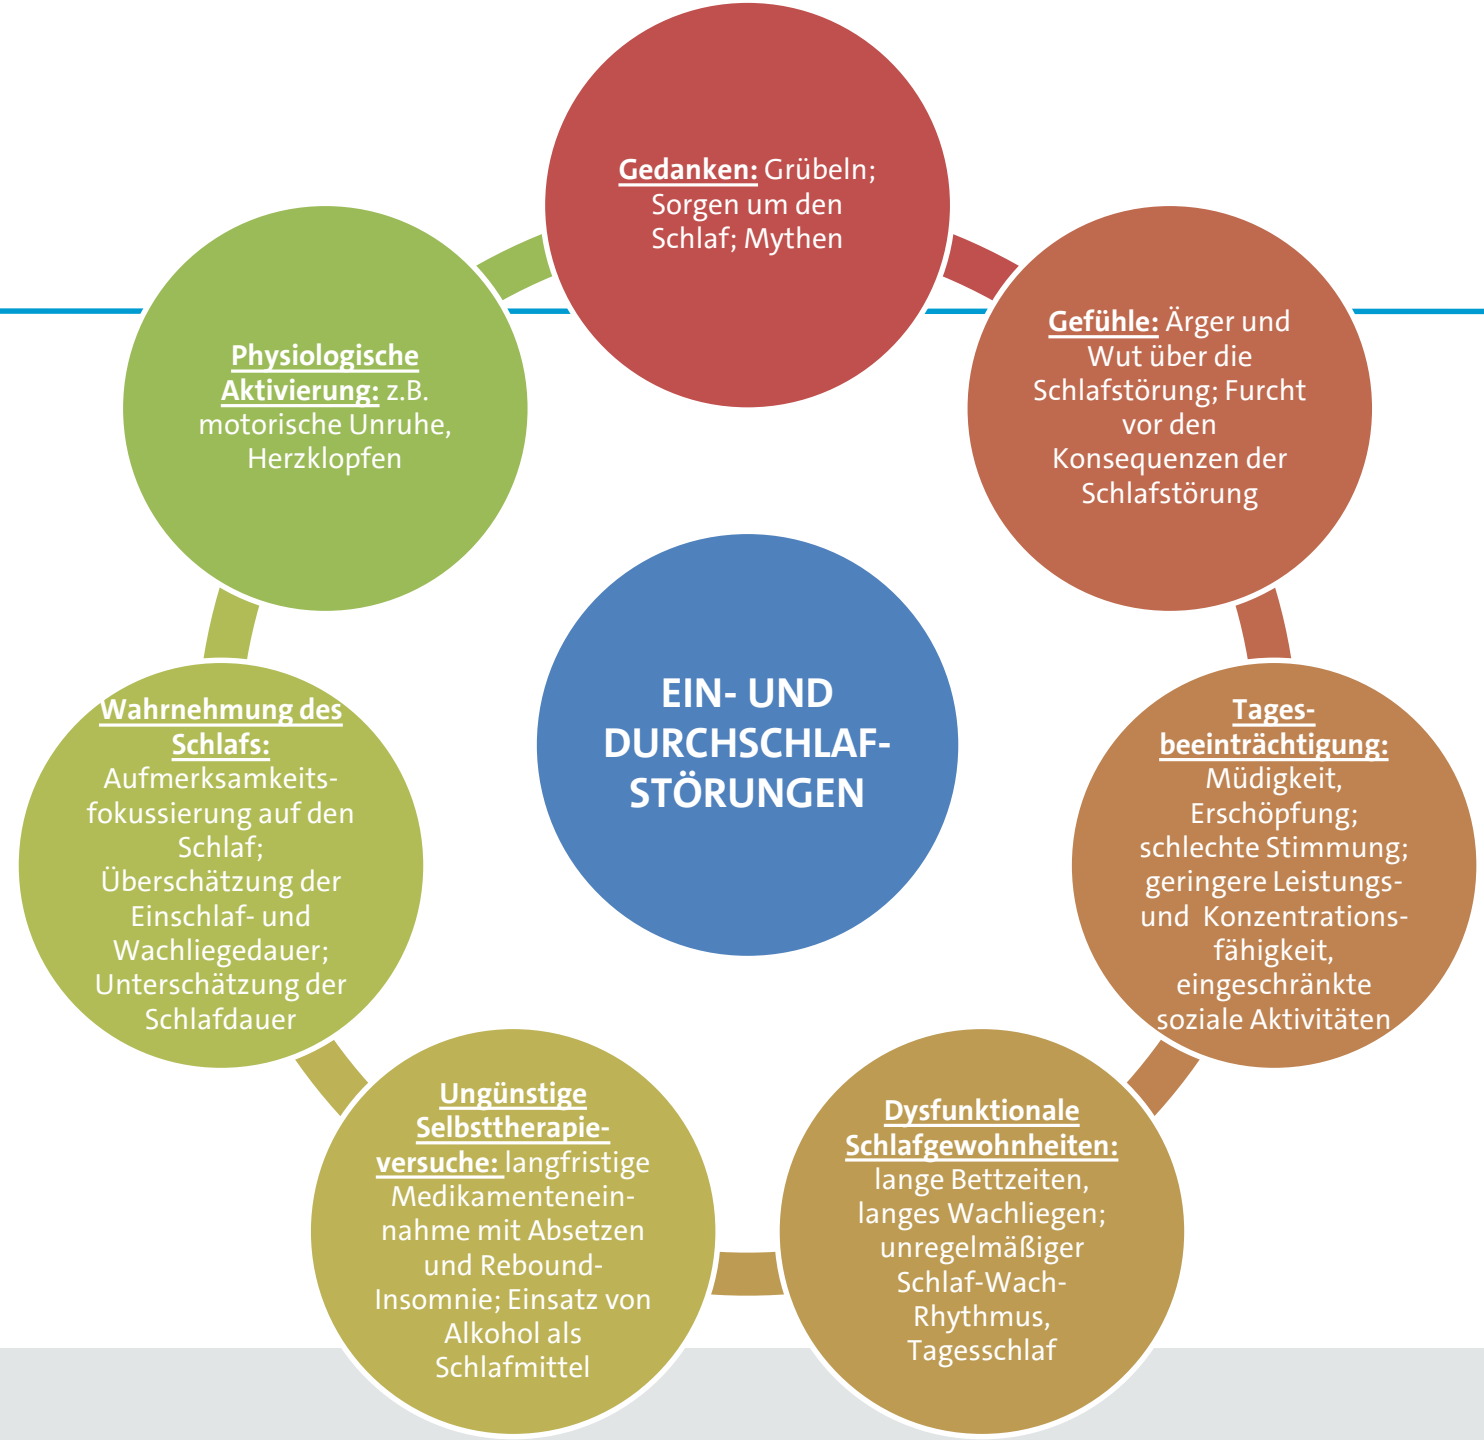 Gedanken: Grübeln;
Sorgen um den
Schlaf; Mythen
Gefühle: Ärger und
Wut über die
Schlafstörung; Furcht
vor den
Konsequenzen der
Schlafstörung
Tages-
beeinträchtigung:
Müdigkeit,
Erschöpfung;
schlechte Stimmung;
geringere Leistungs-
und Konzentrations-
fähigkeit,
eingeschränkte
soziale Aktivitäten
Dysfunktionale
Schlafgewohnheiten:
lange Bettzeiten,
langes Wachliegen;
unregelmäßiger
Schlaf-Wach-
Rhythmus,
Tagesschlaf
Ungünstige
Selbsttherapie-
versuche: langfristige
Medikamentenein-
nahme mit Absetzen
und Rebound-
Insomnie; Einsatz von
Alkohol als
Schlafmittel
Wahrnehmung des
Schlafs:
Aufmerksamkeits-
fokussierung auf den
Schlaf;
Überschätzung der
Einschlaf- und
Wachliegedauer;
Unterschätzung der
Schlafdauer
Physiologische
Aktivierung: z.B.
motorische Unruhe,
Herzklopfen
EIN- UND
DURCHSCHLAF-
STÖRUNGEN